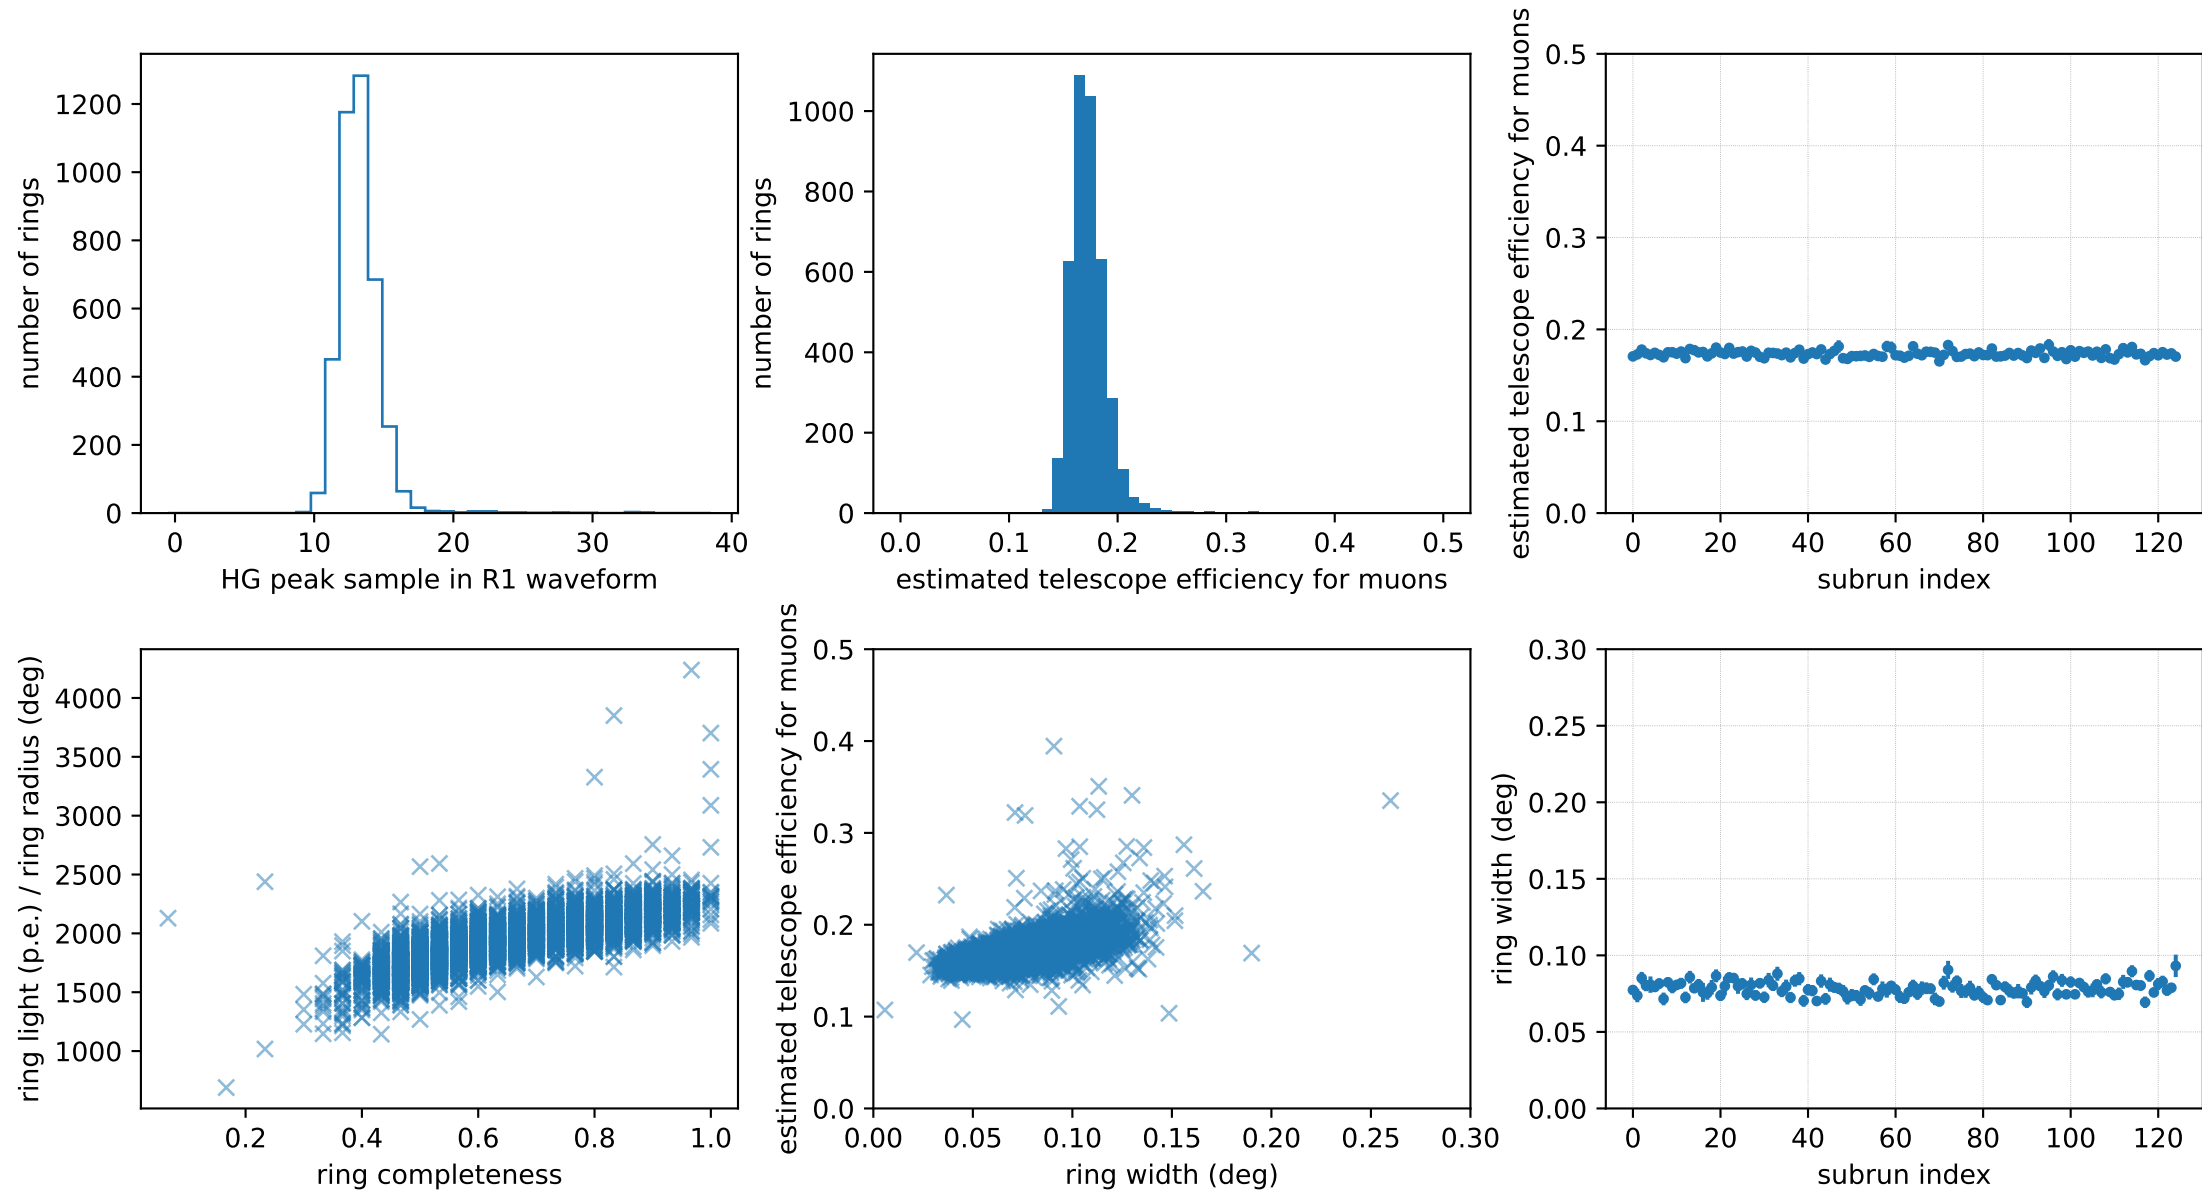 number of rings
1200
1000
800
600
400
200
0
0 10 20 30 40
HG peak sample in R1 waveform
number of rings
1000
800
600
400
200
0
0.0 0.1 0.2 0.3 0.4 0.5
estimated telescope efficiency for muons
estimated telescope efficiency for muons
0.5
0.4
0.3
0.2
0.1
0.0
0 20 40 60 80 100 120
subrun index
ring light (p.e.) / ring radius (deg)
4000
3500
3000
2500
2000
1500
1000
0.2 0.4 0.6 0.8 1.0
ring completeness
estimated telescope efficiency for muons
0.5
0.4
0.3
0.2
0.1
0.0
0.00 0.05 0.10 0.15 0.20 0.25 0.30
ring width (deg)
ring width (deg)
0.30
0.25
0.20
0.15
0.10
0.05
0.00
0 20 40 60 80 100 120
subrun index